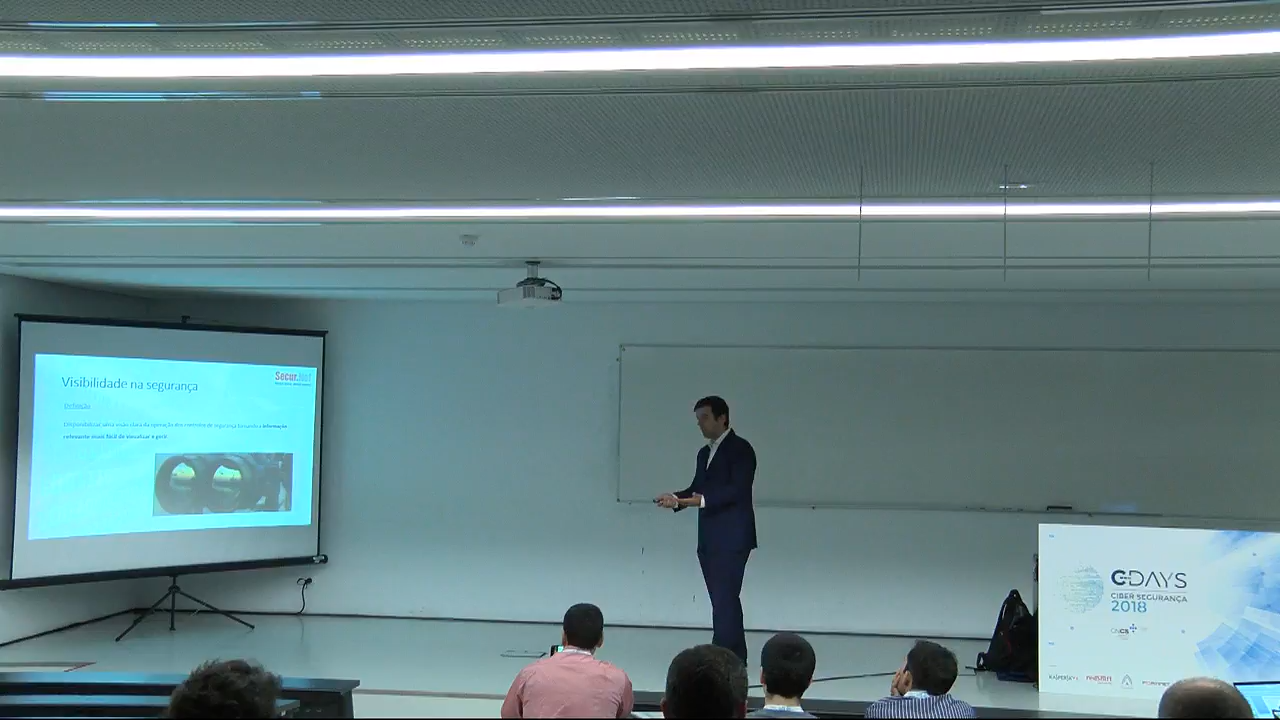 Visibilidade na segurança
Secur.Net
Definição
Disponibilizar uma visão clara da operação dos controlos de segurança tornando a informação
relevante mais fácil de visualizar e gerir
C-DAYS
CIBER SEGURANÇA
2018
CNCS
KASPERSKY